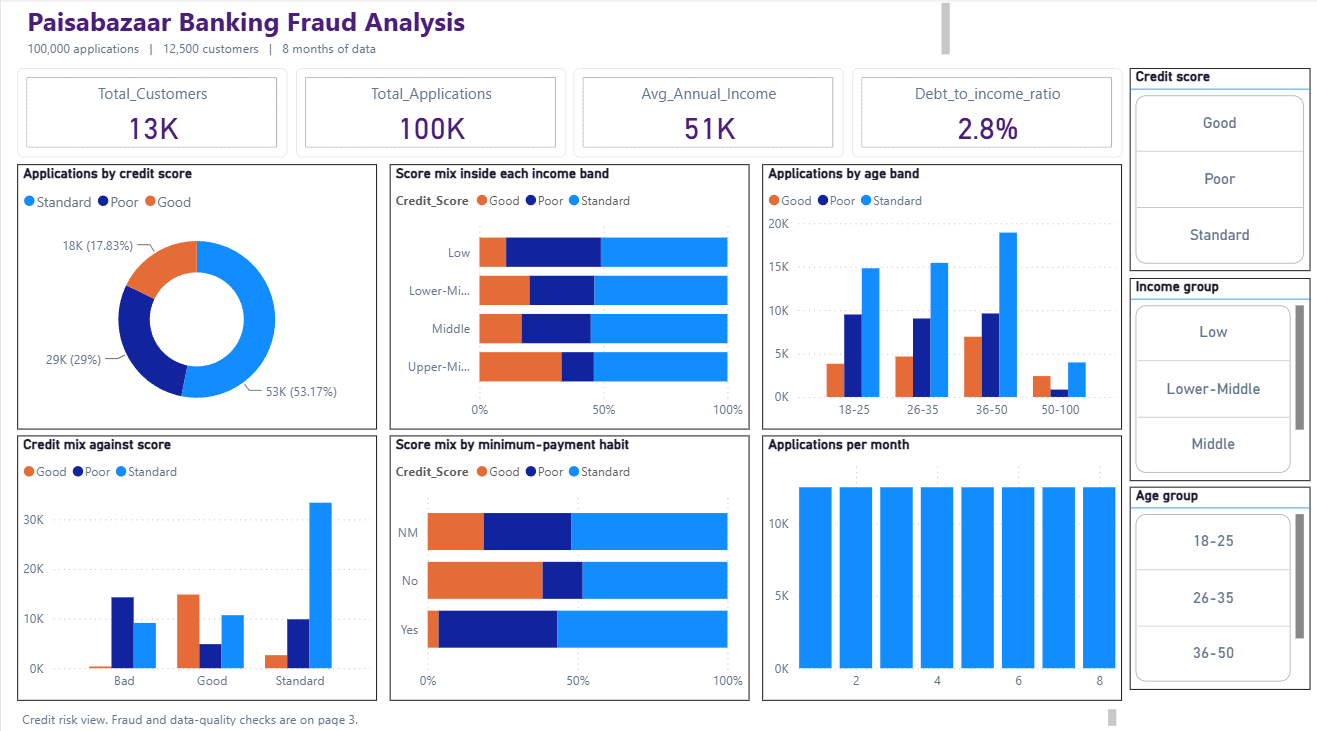 Paisabazaar Banking Fraud Analysis
100,000 applications | 12,500 customers | 8 months of data
Total_Customers
13K
Total_Applications
100K
Avg_Annual_Income
51K
Debt_to_income_ratio
2.8%
Applications by credit score
Standard Poor Good
18K (17.83%)
29K (29%)
53K (53.17%)
Score mix inside each income band
Credit_Score Good Poor Standard
Low
Lower-Mi...
Middle
Upper-Mi...
0% 50% 100%
Applications by age band
Good Poor Standard
20K
15K
10K
5K
0K
18-25 26-35 36-50 50-100
Credit mix against score
Good Poor Standard
30K
20K
10K
0K
Bad Good Standard
Score mix by minimum-payment habit
Credit_Score Good Poor Standard
NM
No
Yes
0% 50% 100%
Applications per month
10K
5K
0K
2 4 6 8
Credit score
Good
Poor
Standard
Income group
Low
Lower-Middle
Middle
Age group
18-25
26-35
36-50
Credit risk view. Fraud and data-quality checks are on page 3.